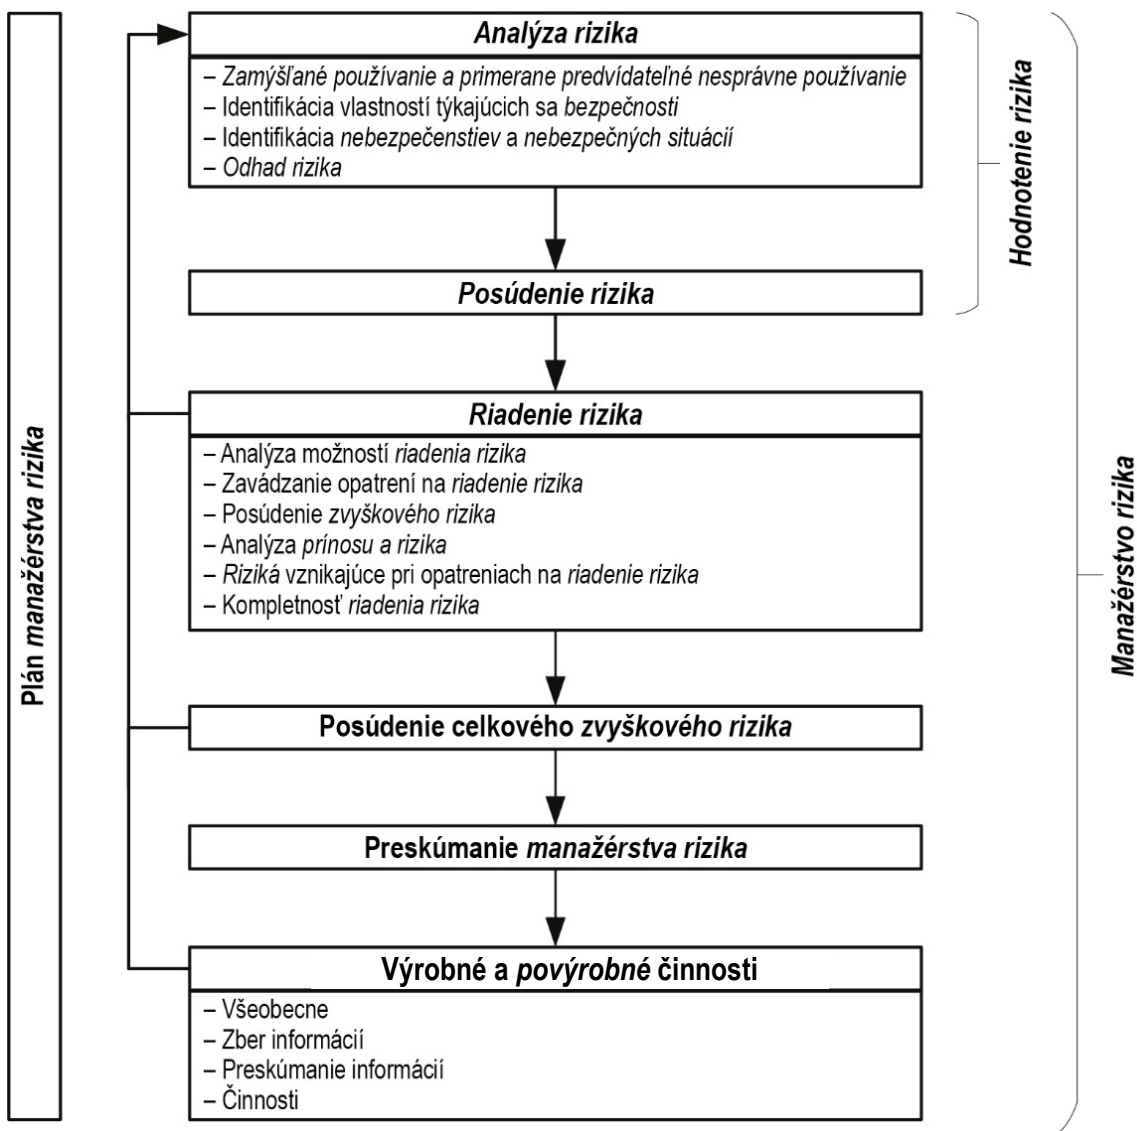 Plán manažérstva rizika
Analýza rizika
– Zamýšľané používanie a primerane predvídateľné nesprávne používanie
– Identifikácia vlastností týkajúcich sa bezpečnosti
– Identifikácia nebezpečenstiev a nebezpečných situácií
– Odhad rizika
Posúdenie rizika
Hodnotenie rizika
Riadenie rizika
– Analýza možností riadenia rizika
– Zavádzanie opatrení na riadenie rizika
– Posúdenie zvyškového rizika
– Analýza prínosu a rizika
– Riziká vznikajúce pri opatreniach na riadenie rizika
– Kompletnosť riadenia rizika
Posúdenie celkového zvyškového rizika
Preskúmanie manažérstva rizika
Výrobné a povýrobné činnosti
– Všeobecne
– Zber informácií
– Preskúmanie informácií
– Činnosti
Manažérstvo rizika